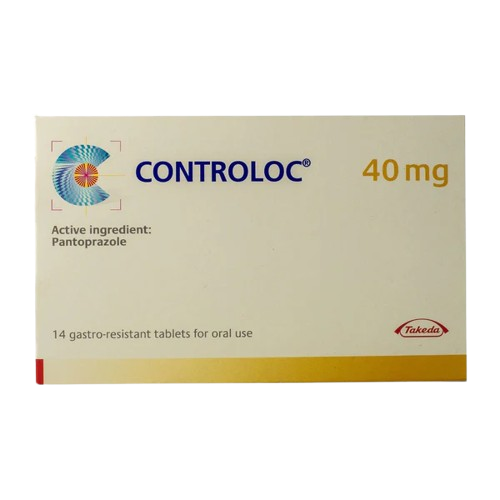 CONTROLOC® 40 mg
Active ingredient:
Pantoprazole
14 gastro-resistant tablets for oral use
Takeda